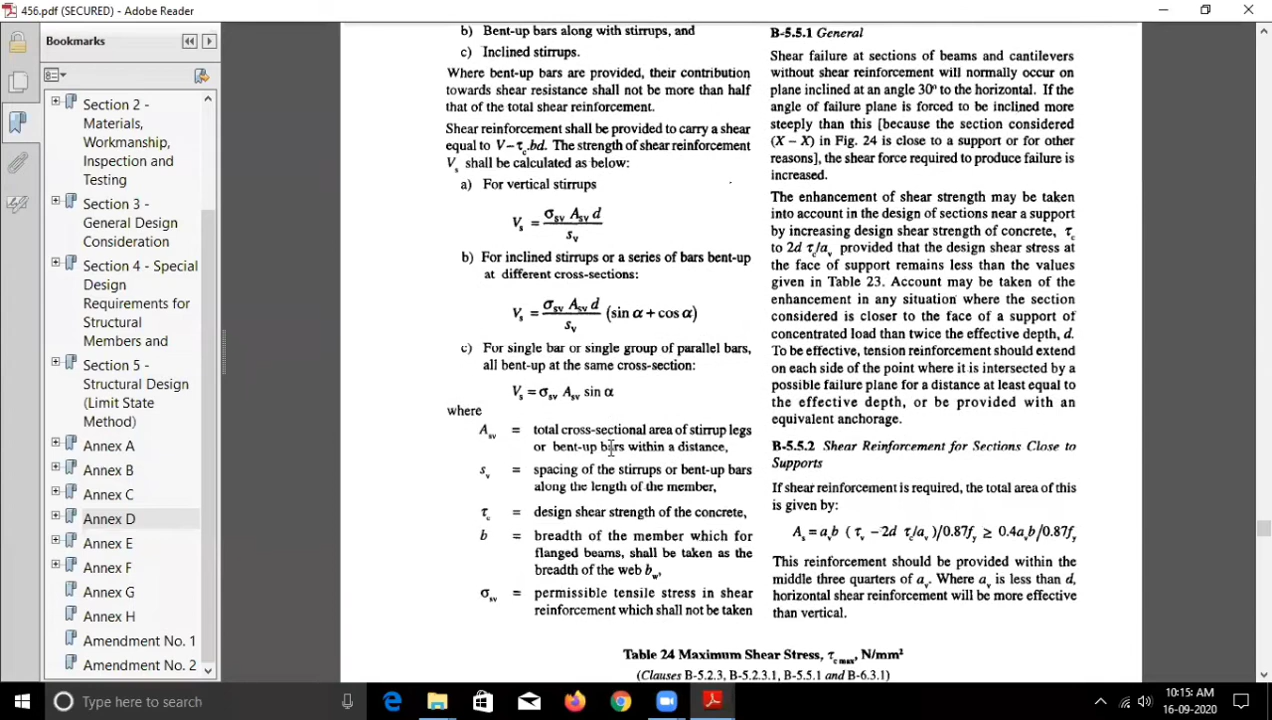 456.pdf (SECURED) - Adobe Reader
Bookmarks
Section 2 -
Materials,
Workmanship,
Inspection and
Testing
Section 3 -
General Design
Consideration
Section 4 - Special
Design
Requirements for
Structural
Members and
Section 5 -
Structural Design
(Limit State
Method)
Annex A
Annex B
Annex C
Annex D
Annex E
Annex F
Annex G
Annex H
Amendment No. 1
Amendment No. 2
b) Bent-up bars along with stirrups, and
c) Inclined stirrups.
Where bent-up bars are provided, their contribution
towards shear resistance shall not be more than half
that of the total shear reinforcement.
Shear reinforcement shall be provided to carry a shear
equal to V – τc.bd. The strength of shear reinforcement
Vs shall be calculated as below:
a) For vertical stirrups
Vs = σsv Asv d / sv
b) For inclined stirrups or a series of bars bent-up
at different cross-sections:
Vs = σsv Asv d / sv (sin α + cos α)
c) For single bar or single group of parallel bars,
all bent-up at the same cross-section:
Vs = σsv Asv sin α
where
Asv = total cross-sectional area of stirrup legs
or bent-up bars within a distance,
sv = spacing of the stirrups or bent-up bars
along the length of the member,
τc = design shear strength of the concrete,
b = breadth of the member which for
flanged beams, shall be taken as the
breadth of the web bw,
σsv = permissible tensile stress in shear
reinforcement which shall not be taken
B-5.5.1 General
Shear failure at sections of beams and cantilevers
without shear reinforcement will normally occur on
plane inclined at an angle 30° to the horizontal. If the
angle of failure plane is forced to be inclined more
steeply than this [because the section considered
(X – X) in Fig. 24 is close to a support or for other
reasons], the shear force required to produce failure is
increased.
The enhancement of shear strength may be taken
into account in the design of sections near a support
by increasing design shear strength of concrete, τc
to 2d τc/av provided that the design shear stress at
the face of support remains less than the values
given in Table 23. Account may be taken of the
enhancement in any situation where the section
considered is closer to the face of a support of
concentrated load than twice the effective depth, d.
To be effective, tension reinforcement should extend
on each side of the point where it is intersected by a
possible failure plane for a distance at least equal to
the effective depth, or be provided with an
equivalent anchorage.
B-5.5.2 Shear Reinforcement for Sections Close to
Supports
If shear reinforcement is required, the total area of this
is given by:
As = avb ( τv – 2d τc/av )/0.87fy ≥ 0.4avb/0.87fy
This reinforcement should be provided within the
middle three quarters of av. Where av is less than d,
horizontal shear reinforcement will be more effective
than vertical.
Table 24 Maximum Shear Stress, τc max, N/mm²
(Clauses B-5.2.3, B-5.2.3.1, B-5.5.1 and B-6.3.1)
Type here to search
10:15: AM
16-09-2020